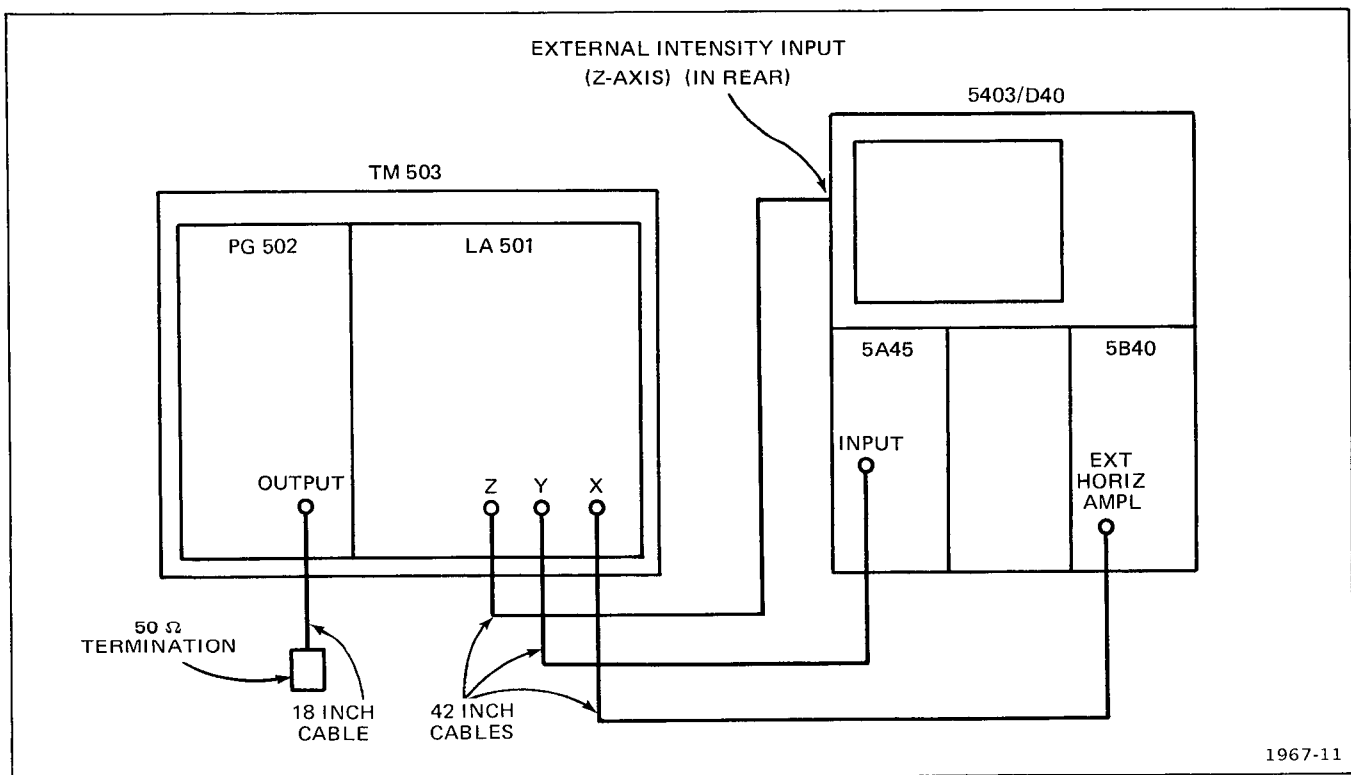 EXTERNAL INTENSITY INPUT
(Z-AXIS) (IN REAR)
5403/D40
TM 503
PG 502
LA 501
5A45
5B40
INPUT
EXT
HORIZ
AMPL
OUTPUT
Z
Y
X
50 Ω
TERMINATION
18 INCH
CABLE
42 INCH
CABLES
1967-11